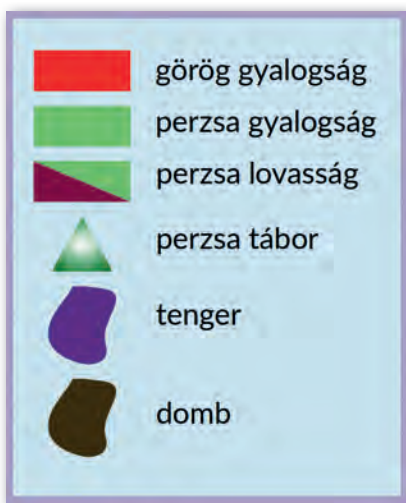 görög gyalogság
perzsa gyalogság
perzsa lovasság
perzsa tábor
tenger
domb